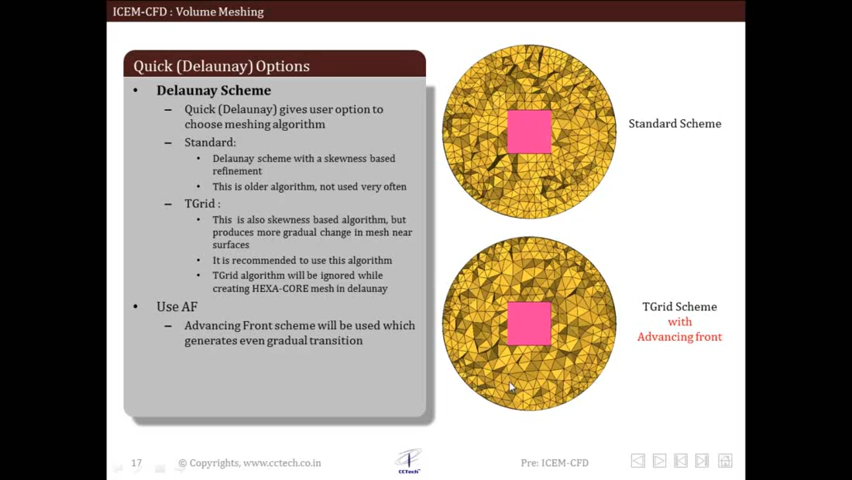 ICEM-CFD : Volume Meshing
Quick (Delaunay) Options
• Delaunay Scheme
– Quick (Delaunay) gives user option to
choose meshing algorithm
– Standard:
• Delaunay scheme with a skewness based
refinement
• This is older algorithm, not used very often
– TGrid :
• This is also skewness based algorithm, but
produces more gradual change in mesh near
surfaces
• It is recommended to use this algorithm
• TGrid algorithm will be ignored while
creating HEXA-CORE mesh in delaunay
• Use AF
– Advancing Front scheme will be used which
generates even gradual transition
Standard Scheme
TGrid Scheme
with
Advancing front
17
© Copyrights, www.cctech.co.in
CCTech
Pre: ICEM-CFD